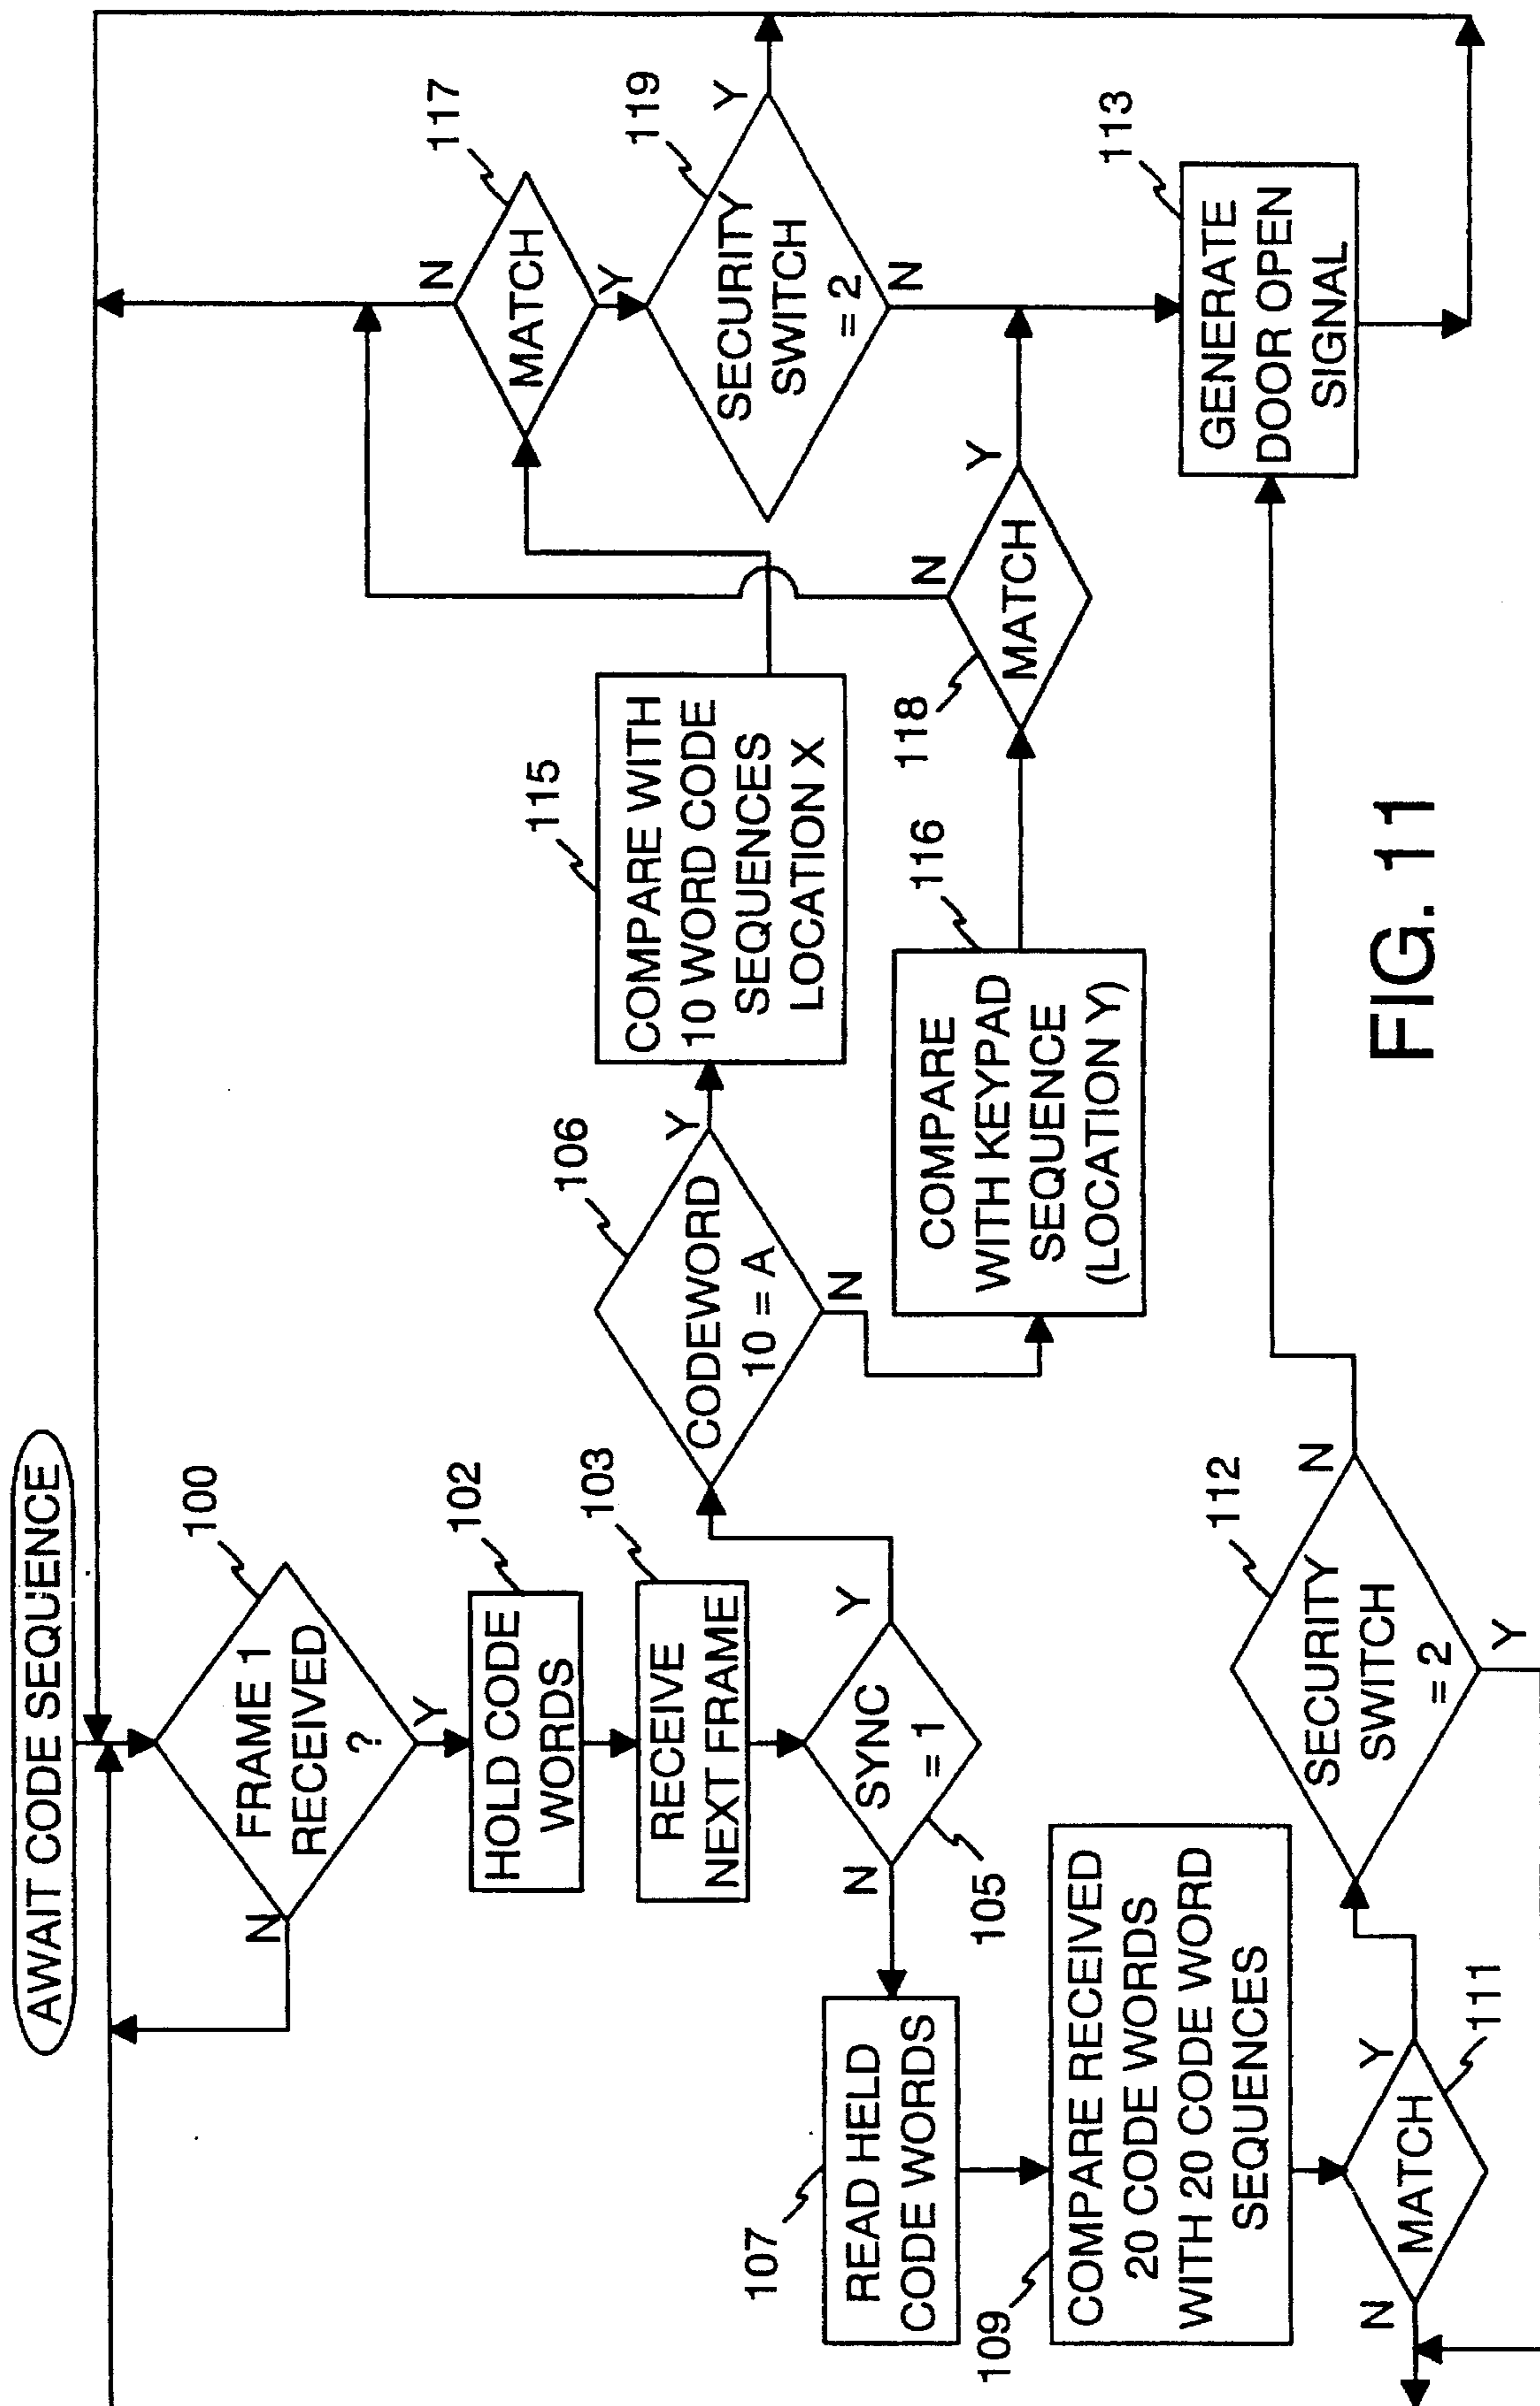 AWAIT CODE SEQUENCE
100
FRAME 1
RECEIVED
?
N
Y
102
HOLD CODE
WORDS
103
RECEIVE
NEXT FRAME
SYNC
= 1
105
N
Y
106
CODEWORD
10 = A
Y
N
115
COMPARE WITH
10 WORD CODE
SEQUENCES
LOCATION X
116
COMPARE
WITH KEYPAD
SEQUENCE
(LOCATION Y)
117
MATCH
N
Y
118
MATCH
N
Y
119
SECURITY
SWITCH
= 2
Y
N
107
READ HELD
CODE WORDS
109
COMPARE RECEIVED
20 CODE WORDS
WITH 20 CODE WORD
SEQUENCES
111
MATCH
N
Y
112
SECURITY
SWITCH
= 2
N
Y
113
GENERATE
DOOR OPEN
SIGNAL
FIG. 11